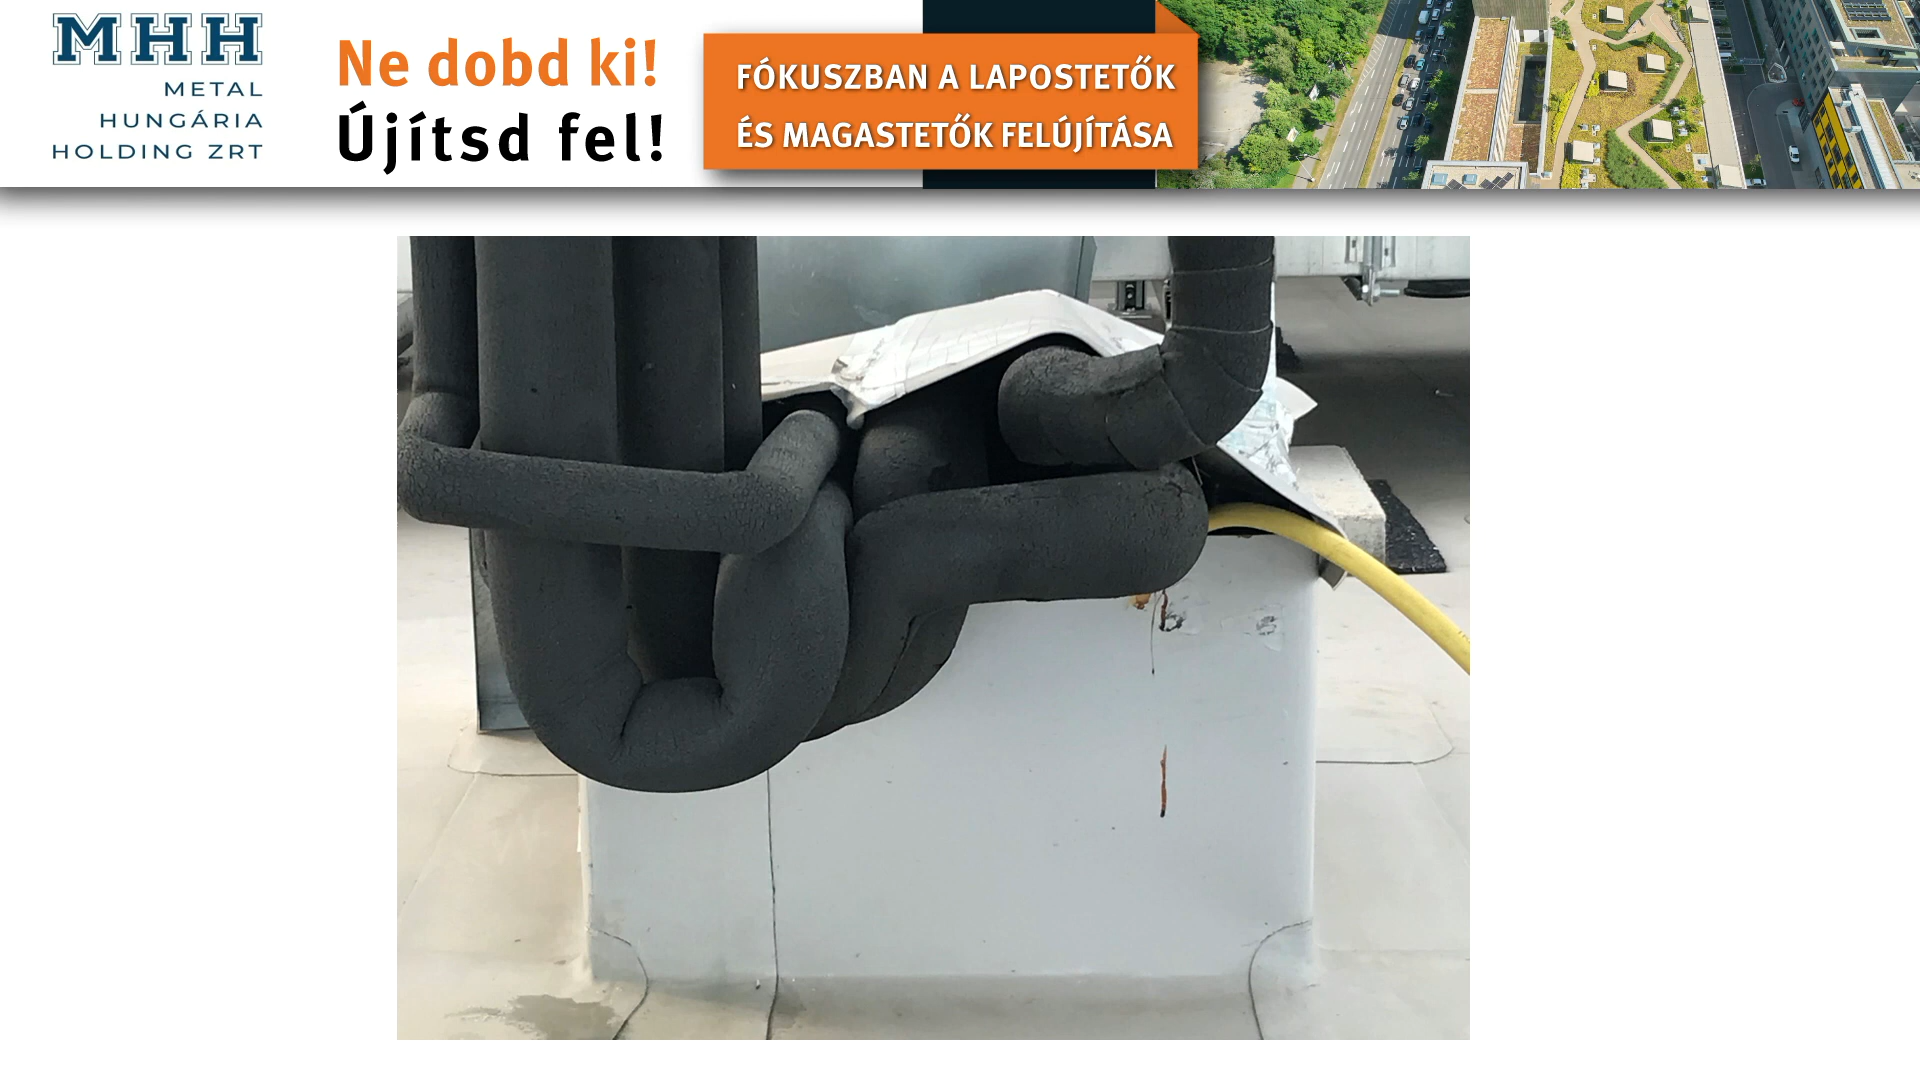 MHH
METAL
HUNGÁRIA
HOLDING ZRT
Ne dobd ki!
Újítsd fel!
FÓKUSZBAN A LAPOSTETŐK
ÉS MAGASTETŐK FELÚJÍTÁSA